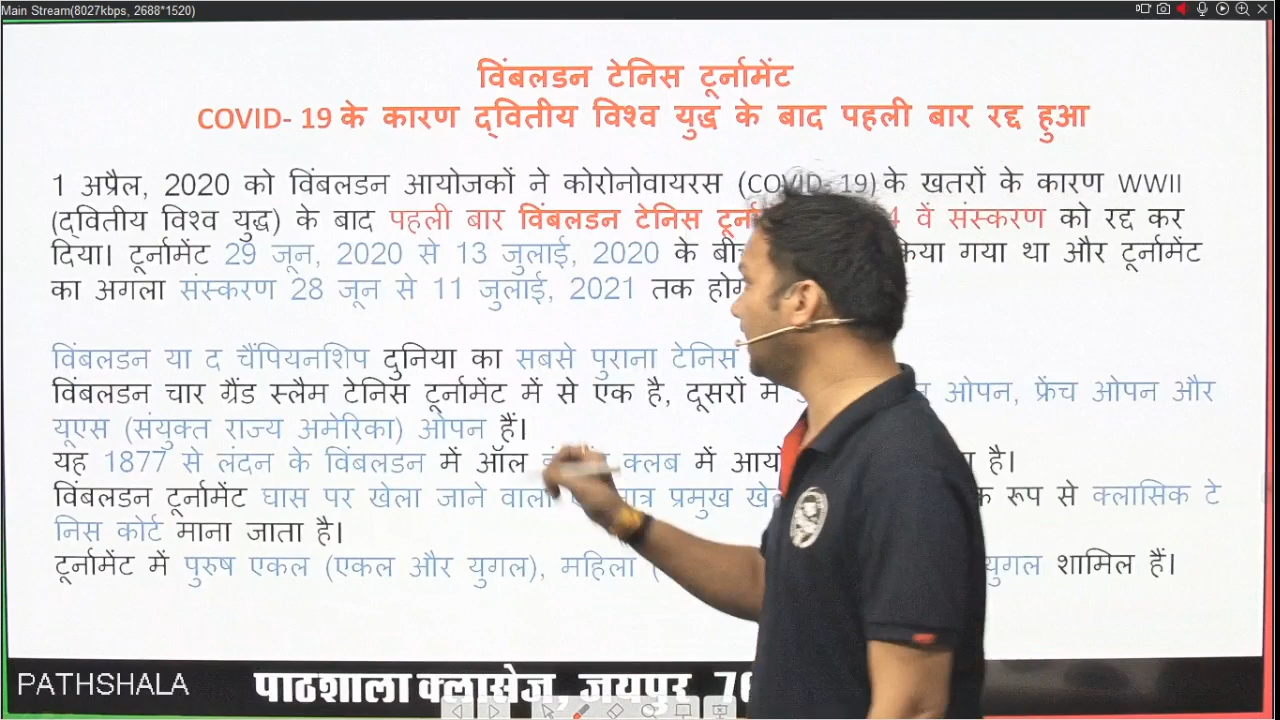 Main Stream(8027kbps, 2688*1520)
विंबलडन टेनिस टूर्नामेंट
COVID- 19 के कारण द्वितीय विश्व युद्ध के बाद पहली बार रद्द हुआ
1 अप्रैल, 2020 को विंबलडन आयोजकों ने कोरोनोवायरस (COVID- 19) के खतरों के कारण WWII
(द्वितीय विश्व युद्ध) के बाद पहली बार विंबलडन टेनिस वें संस्करण को रद्द कर
दिया। टूर्नामेंट 29 जून, 2020 से 13 जुलाई, 2020 के गया था और टूर्नामेंट
का अगला संस्करण 28 जून से 11 जुलाई, 2021 तक
विंबलडन या द चैंपियनशिप दुनिया का सबसे पुराना टेनिस
विंबलडन चार ग्रैंड स्लैम टेनिस टूर्नामेंट में से एक है, दूसरों में ओपन, फ्रेंच ओपन और
यूएस (संयुक्त राज्य अमेरिका) ओपन हैं।
यह 1877 से लंदन के विंबलडन में ऑल क्लब में है।
विंबलडन टूर्नामेंट घास पर खेला जाने वाला प्रमुख रूप से क्लासिक टे
निस कोर्ट माना जाता है।
टूर्नामेंट में पुरुष एकल (एकल और युगल), महिला ( युगल शामिल हैं।
PATHSHALA
पाठशाला क्लासेज, जयपुर